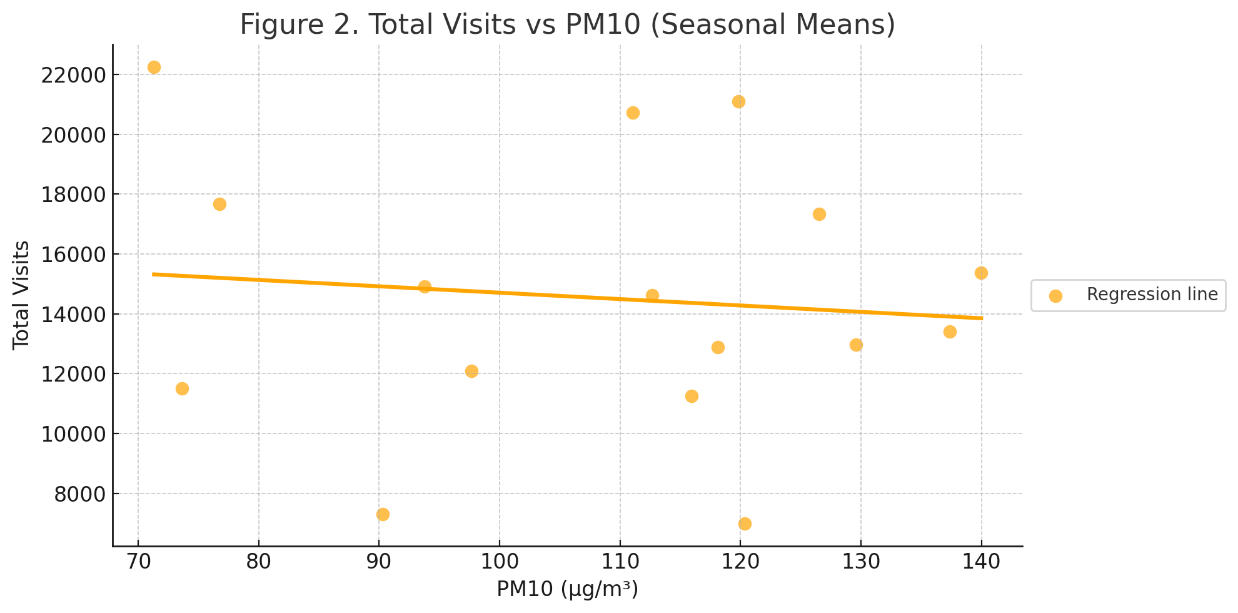 Figure 2. Total Visits vs PM10 (Seasonal Means)
Total Visits
22000
20000
18000
16000
14000
12000
10000
8000
70 80 90 100 110 120 130 140
PM10 (µg/m³)
Regression line